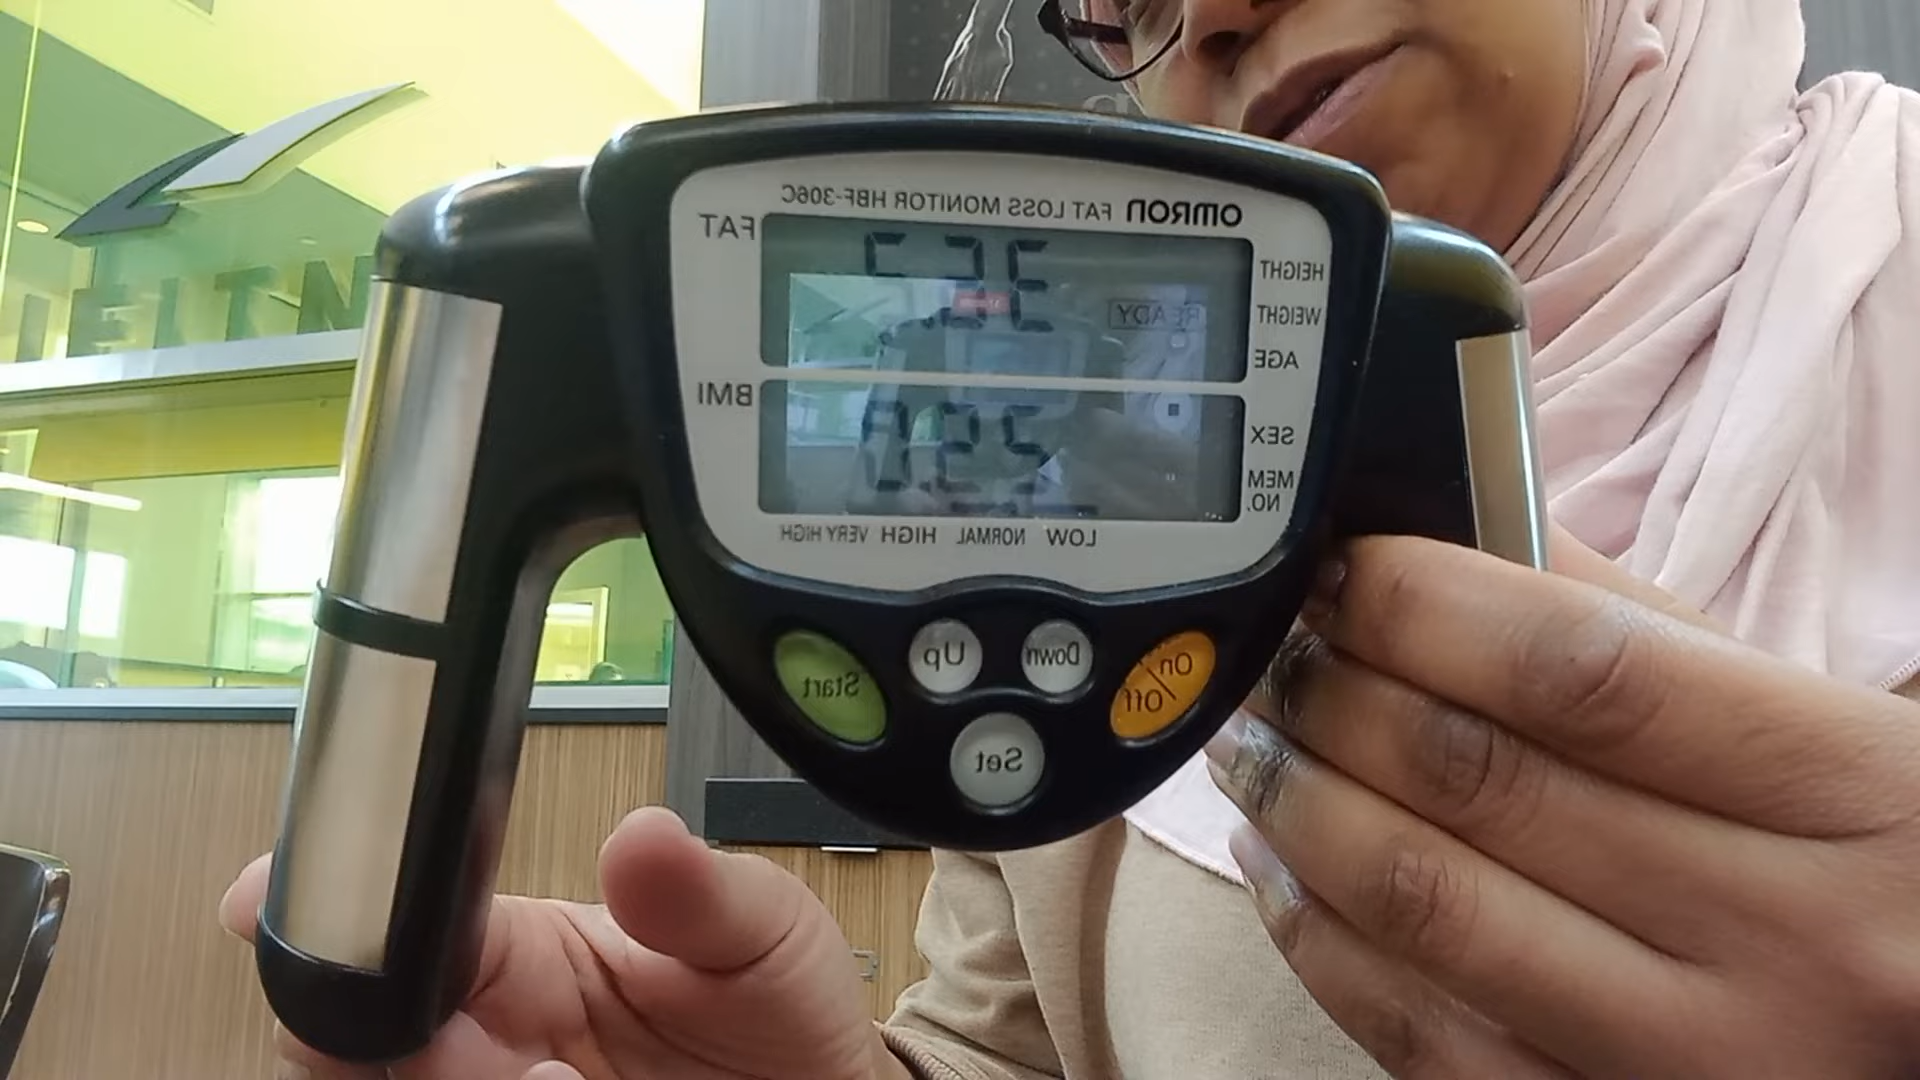 OMRON FAT LOSS MONITOR HBF-306C
HEIGHT
WEIGHT
AGE
READY
FAT
SEX
MEM
NO.
BMI
LOW NORMAL HIGH VERY HIGH
On/Off
Down
Up
Start
Set